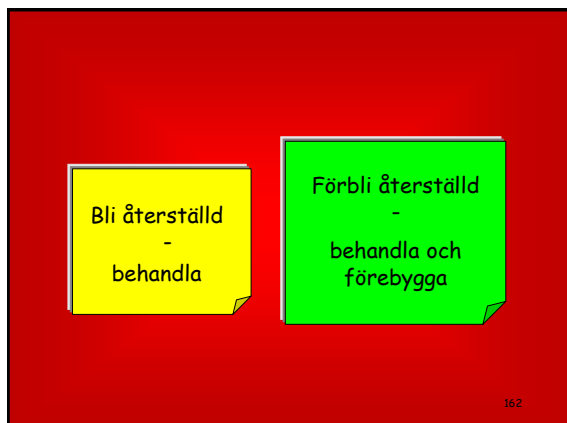 Bli återställd
-
behandla
Förbli återställd
-
behandla och
förebygga
162